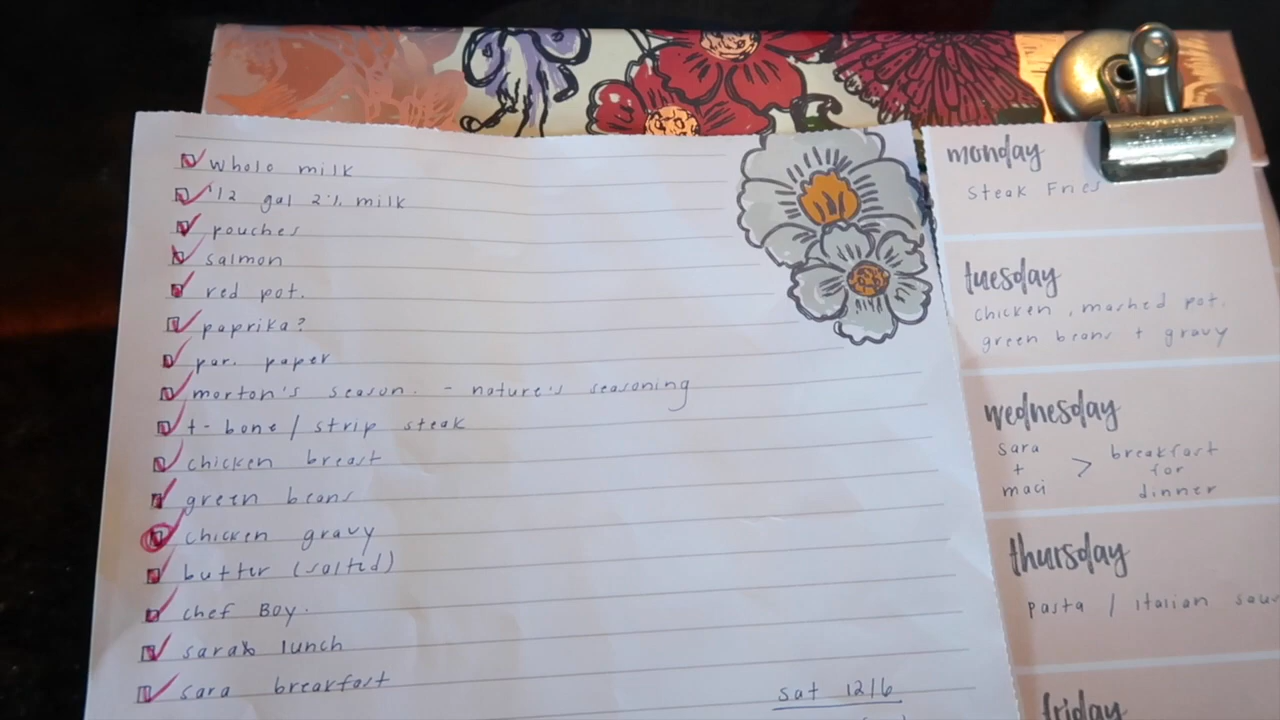 whole milk
1/2 gal 2% milk
pouches
salmon
red pot.
paprika?
par. paper
morton's season. - nature's seasoning
t-bone / strip steak
chicken breast
green beans
chicken gravy
butter (salted)
chef Boy.
sara's lunch
sara breakfast
sat 12/6
monday
Steak Fries
tuesday
chicken, mashed pot.
green beans + gravy
wednesday
sara + maci > breakfast for dinner
thursday
pasta / italian
friday